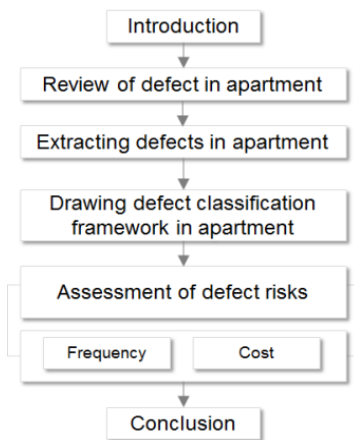 Introduction
Review of defect in apartment
Extracting defects in apartment
Drawing defect classification
framework in apartment
Assessment of defect risks
Frequency Cost
Conclusion